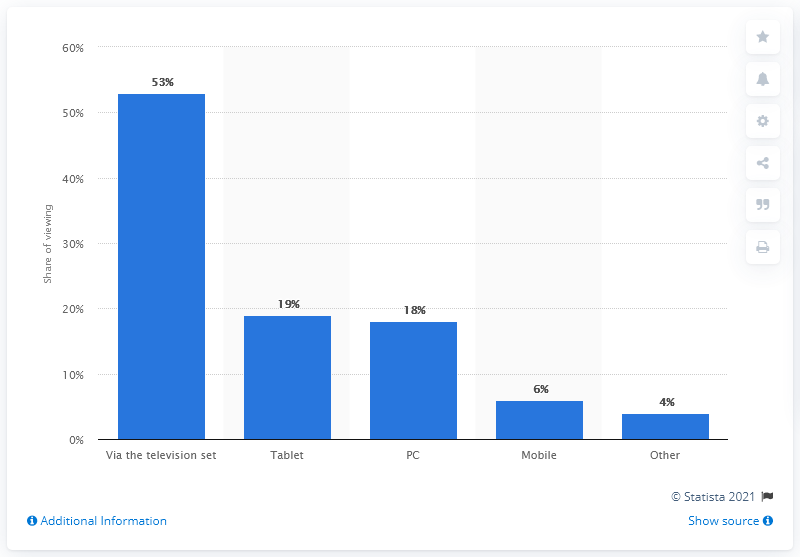 60%
50%
40%
30%
20%
10%
0%
Share of viewing
53%
19%
18%
6%
4%
Via the television set
Tablet
PC
Mobile
Other
© Statista 2021
Additional Information
Show source